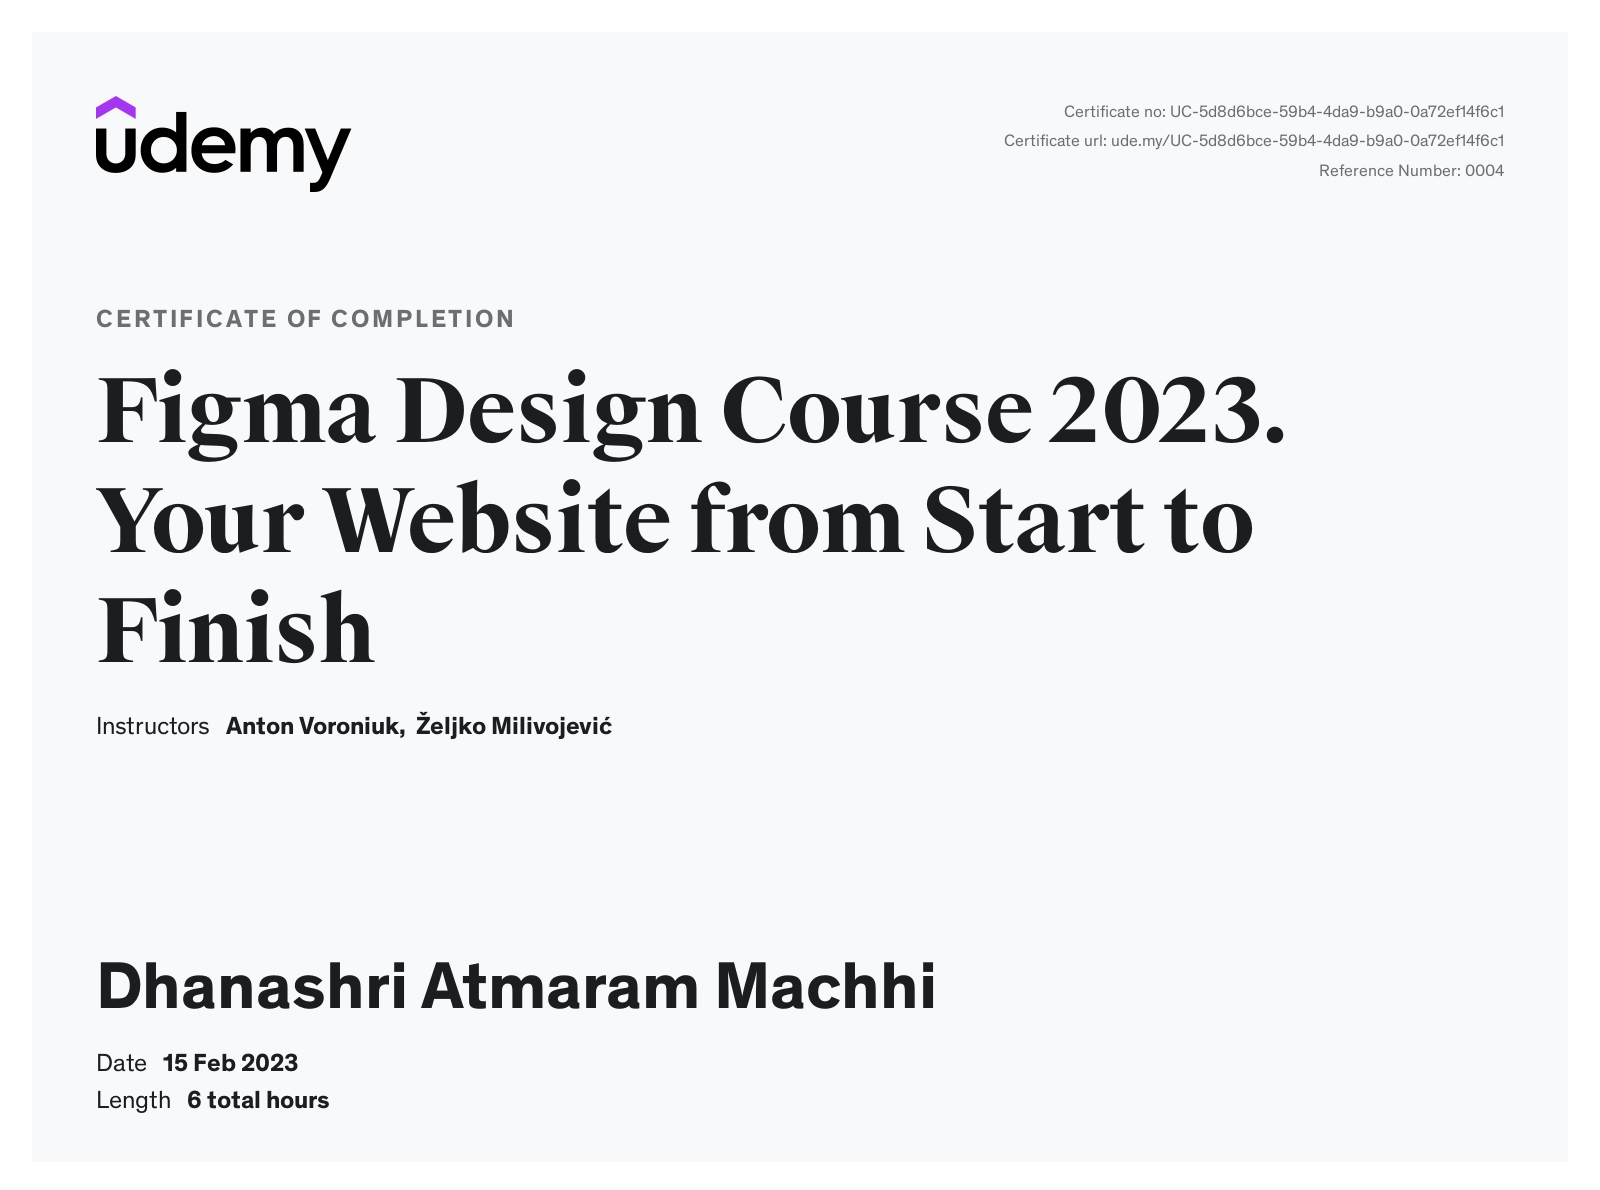 udemy
Certificate no: UC-5d8d6bce-59b4-4da9-b9a0-0a72ef14f6c1
Certificate url: ude.my/UC-5d8d6bce-59b4-4da9-b9a0-0a72ef14f6c1
Reference Number: 0004
CERTIFICATE OF COMPLETION
Figma Design Course 2023.
Your Website from Start to
Finish
Instructors Anton Voroniuk, Željko Milivojević
Dhanashri Atmaram Machhi
Date 15 Feb 2023
Length 6 total hours